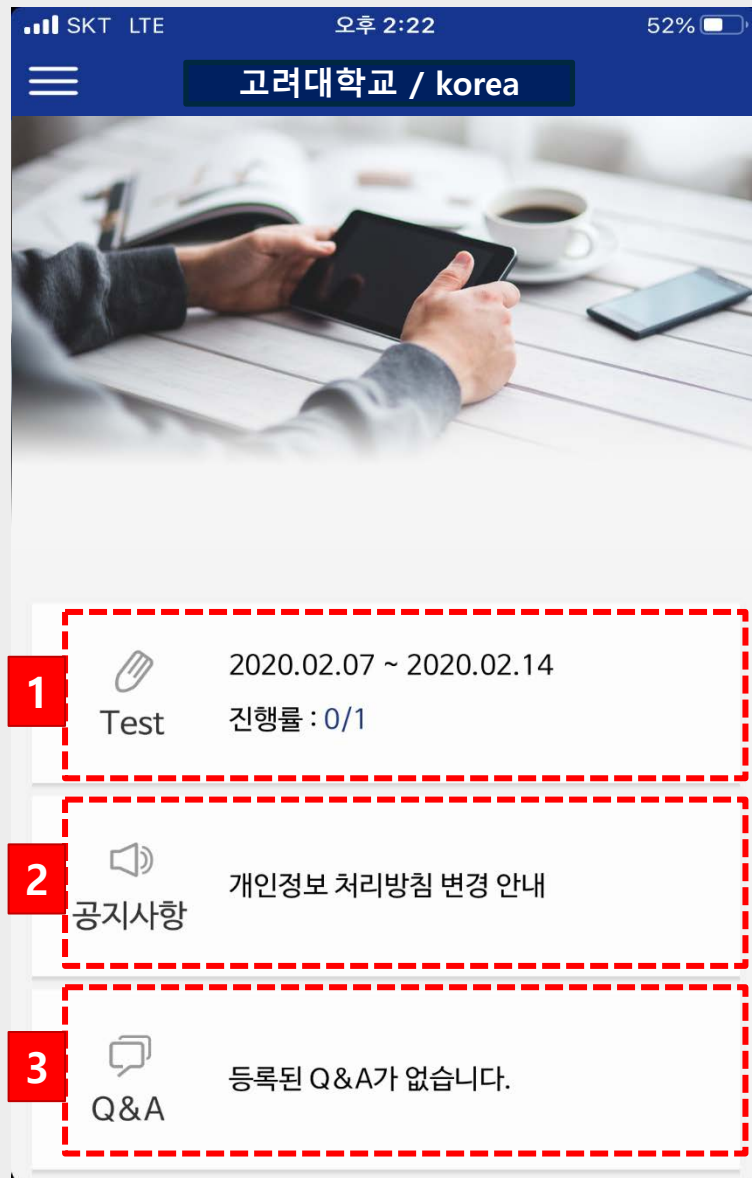 SKT LTE 오후 2:22 52%
고려대학교 / korea
1
2020.02.07 ~ 2020.02.14
Test 진행률 : 0/1
2
개인정보 처리방침 변경 안내
공지사항
3
등록된 Q&A가 없습니다.
Q&A